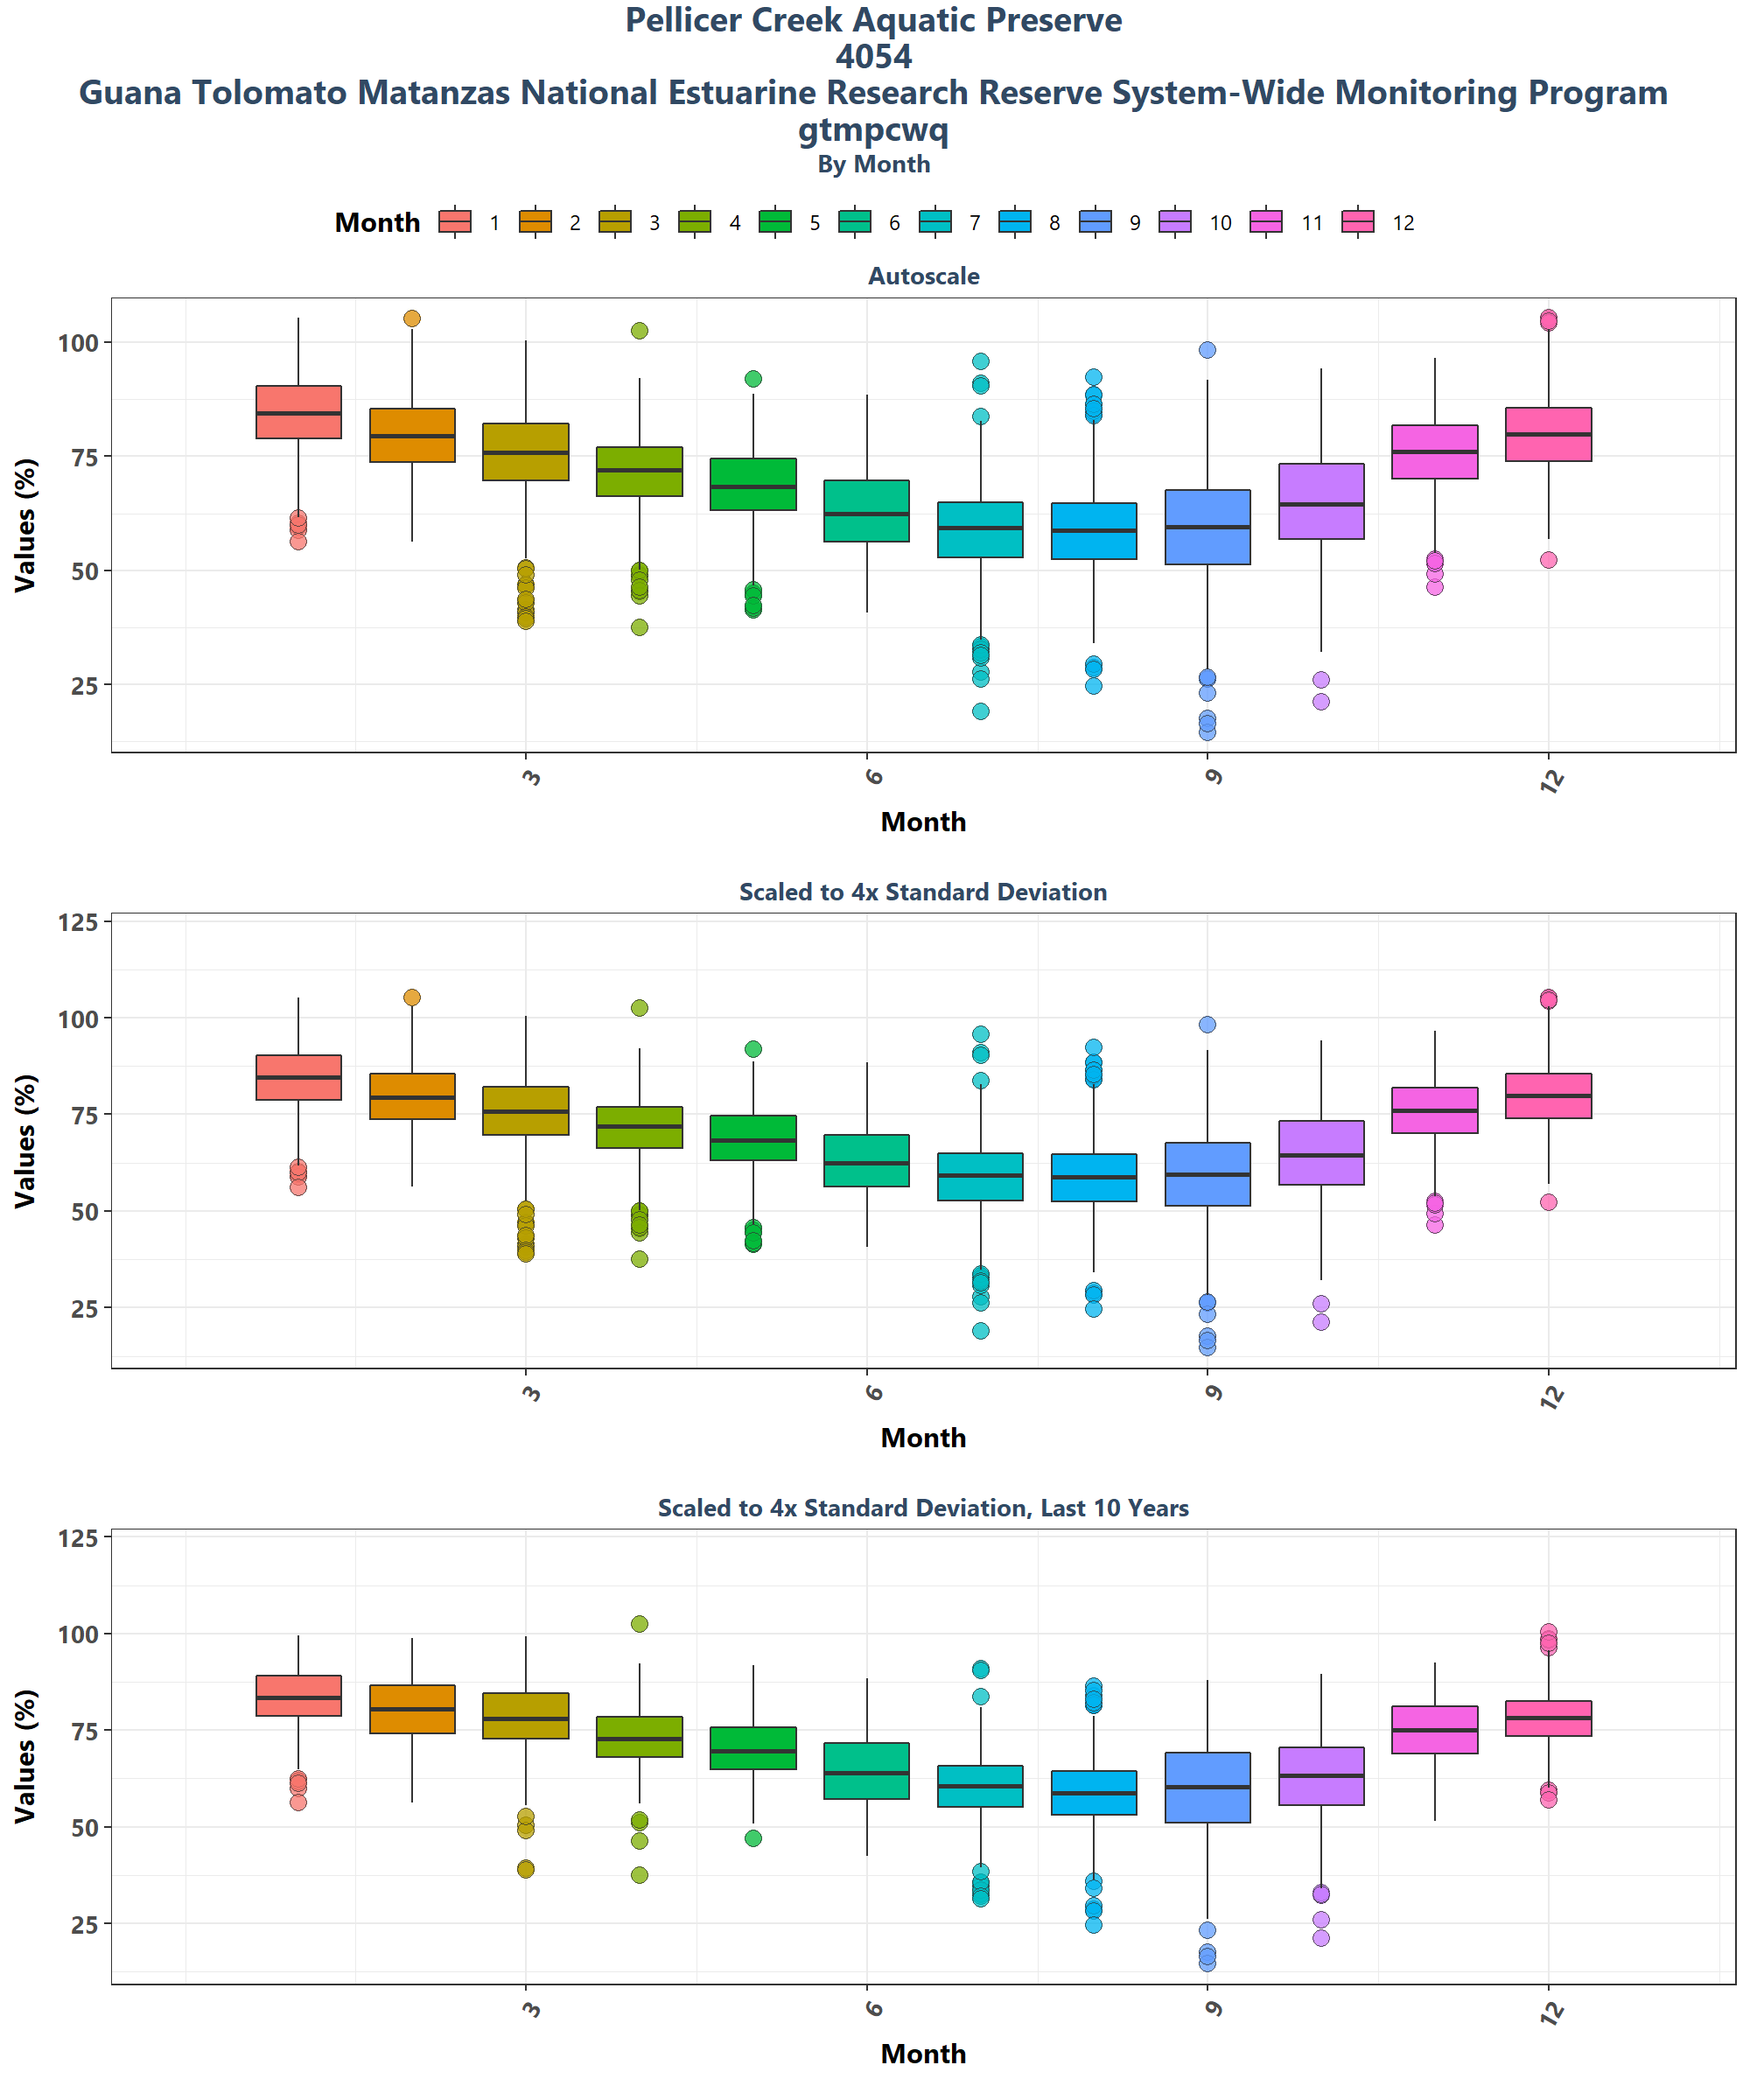 Pellicer Creek Aquatic Preserve
4054
Guana Tolomato Matanzas National Estuarine Research Reserve System-Wide Monitoring Program
gtmpcwq
By Month
Month 1 2 3 4 5 6 7 8 9 10 11 12
Autoscale
100
75
50
25
Values (%)
3 6 9 12
Month
Scaled to 4x Standard Deviation
125
100
75
50
25
Values (%)
3 6 9 12
Month
Scaled to 4x Standard Deviation, Last 10 Years
125
100
75
50
25
Values (%)
3 6 9 12
Month